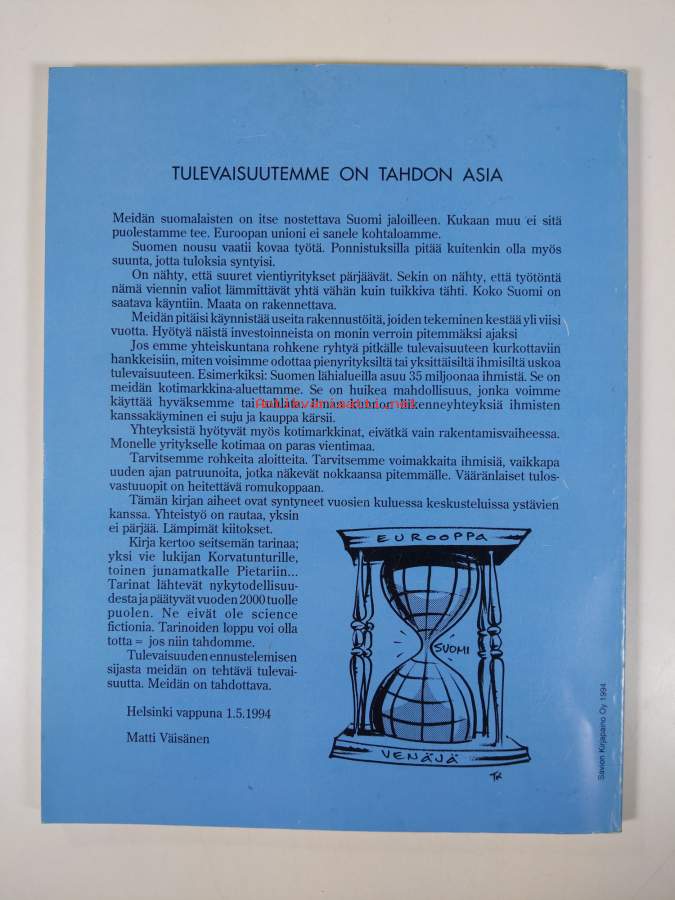 TULEVAISUUTEMME ON TAHDON ASIA
Meidän suomalaisten on itse nostettava Suomi jaloilleen. Kukaan muu ei sitä
puolestamme tee. Euroopan unioni ei sanele kohtaloamme.
Suomen nousu vaatii kovaa työtä. Ponnistuksilla pitää kuitenkin olla myös
suunta, jotta tuloksia syntyisi.
On nähty, että suuret vientiyritykset pärjäävät. Sekin on nähty, että työtöntä
nämä viennin valiot lämmittävät yhtä vähän kuin tuikkiva tähti. Koko Suomi on
saatava käyntiin. Maata on rakennettava.
Meidän pitäisi käynnistää useita rakennustöitä, joiden tekeminen kestää yli viisi
vuotta. Hyötyä näistä investoinneista on monin verroin pitemmäksi ajaksi
Jos emme yhteiskuntana rohkene ryhtyä pitkälle tulevaisuuteen kurkottaviin
hankkeisiin, miten voisimme odottaa pienyrityksiltä tai yksittäisiltä ihmisiltä uskoa
tulevaisuuteen. Esimerkiksi: Suomen lähialueilla asuu 35 miljoonaa ihmistä. Se on
meidän kotimarkkina-aluettamme. Se on huikea mahdollisuus, jonka voimme
käyttää hyväksemme tai hukata. Ilman kunnon liikenneyhteyksiä ihmisten
Antikvariaatti.net
kanssakäyminen ei suju ja kauppa kärsii.
Yhteyksistä hyötyvät myös kotimarkkinat, eivätkä vain rakentamisvaiheessa.
Monelle yritykselle kotimaa on paras vientimaa.
Tarvitsemme rohkeita aloitteita. Tarvitsemme voimakkaita ihmisiä, vaikkapa
uuden ajan patruunoita, jotka näkevät nokkaansa pitemmälle. Vääränlaiset tulos-
vastuuopit on heitettävä romukoppaan.
Tämän kirjan aiheet ovat syntyneet vuosien kuluessa keskusteluissa ystävien
kanssa. Yhteistyö on rautaa, yksin
ei pärjää. Lämpimät kiitokset.
Kirja kertoo seitsemän tarinaa;
yksi vie lukijan Korvatunturille,
toinen junamatkalle Pietariin...
Tarinat lähtevät nykytodellisuu-
desta ja päätyvät vuoden 2000 tuolle
puolen. Ne eivät ole science
fictionia. Tarinoiden loppu voi olla
totta = jos niin tahdomme.
Tulevaisuuden ennustelemisen
sijasta meidän on tehtävä tulevai-
suutta. Meidän on tahdottava.
Helsinki vappuna 1.5.1994
Matti Väisänen
EUROOPPA
SUOMI
VENÄJÄ
TK
Savion Kirjapaino Oy 1994